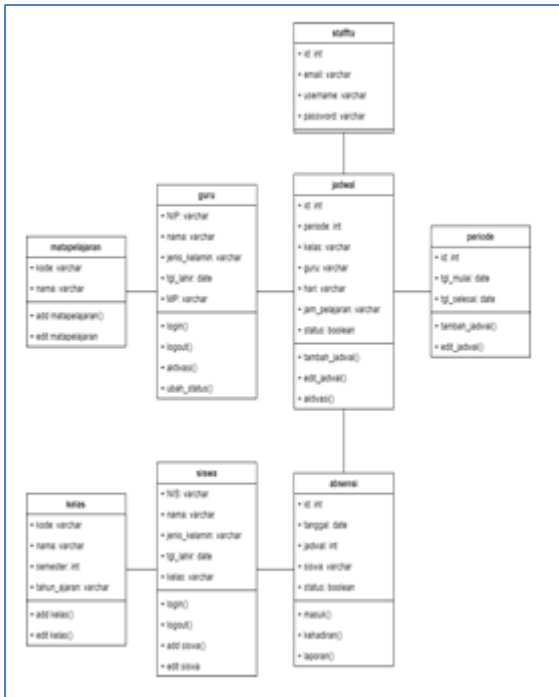 stafftu
+ id: int
+ email: varchar
+ username: varchar
+ password: varchar
jadwal
+ id: int
+ periode: int
+ kelas: varchar
+ guru: varchar
+ hari: varchar
+ jam_pelajaran: varchar
+ status: boolean
+ tambah_jadwal()
+ edit_jadwal()
+ aktivasi()
guru
+ NIP: varchar
+ nama: varchar
+ jenis_kelamin: varchar
+ tgl_lahir: date
+ MP: varchar
+ login()
+ logout()
+ aktivasi()
+ ubah_status()
matapelajaran
+ kode: varchar
+ nama: varchar
+ add matapelajaran()
+ edit matapelajaran
periode
+ id: int
+ tgl_mulai: date
+ tgl_selesai: date
+ tambah_jadwal()
+ edit_jadwal()
kelas
+ kode: varchar
+ nama: varchar
+ semester: int
+ tahun_ajaran: varchar
+ add kelas()
+ edit kelas()
siswa
+ NIS: varchar
+ nama: varchar
+ jenis_kelamin: varchar
+ tgl_lahir: date
+ kelas: varchar
+ login()
+ logout()
+ add siswa()
+ edit siswa
absensi
+ id: int
+ tanggal: date
+ jadwal: int
+ siswa: varchar
+ status: boolean
+ masuk()
+ kehadiran()
+ laporan()